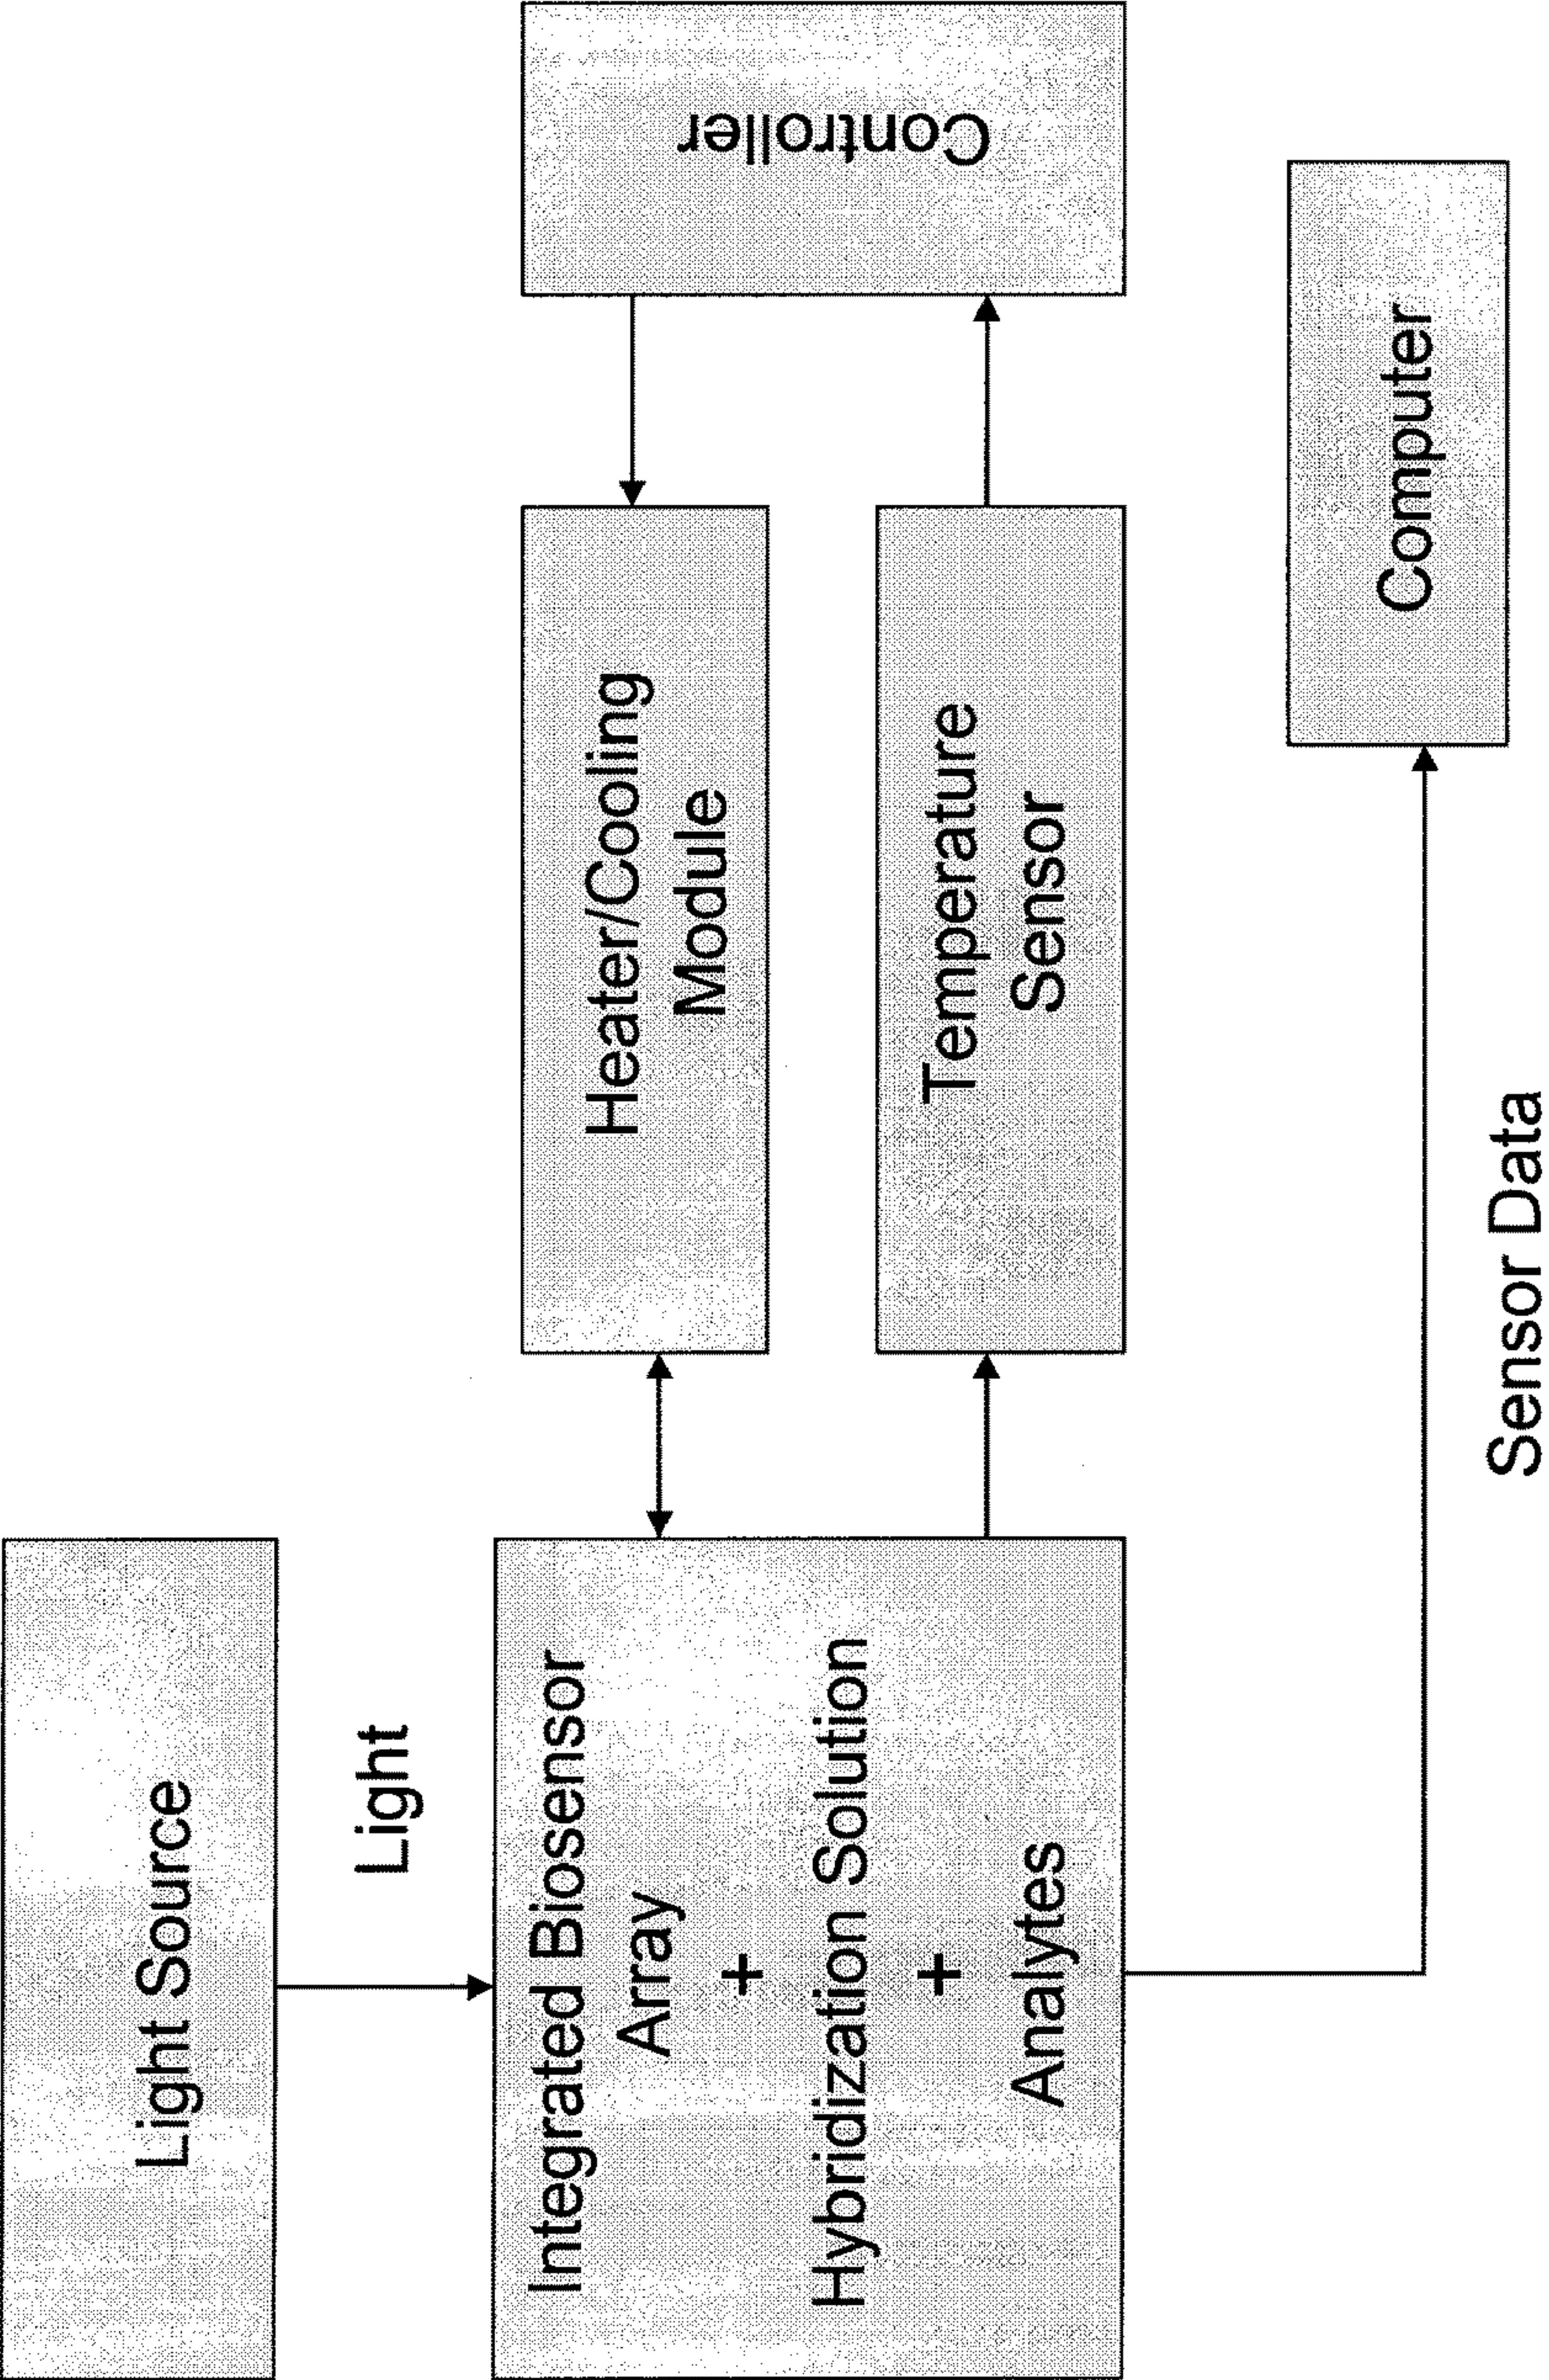 Light Source
Light
Integrated Biosensor
Array
+
Hybridization Solution
+
Analytes
Heater/Cooling
Module
Temperature
Sensor
Controller
Sensor Data
Computer